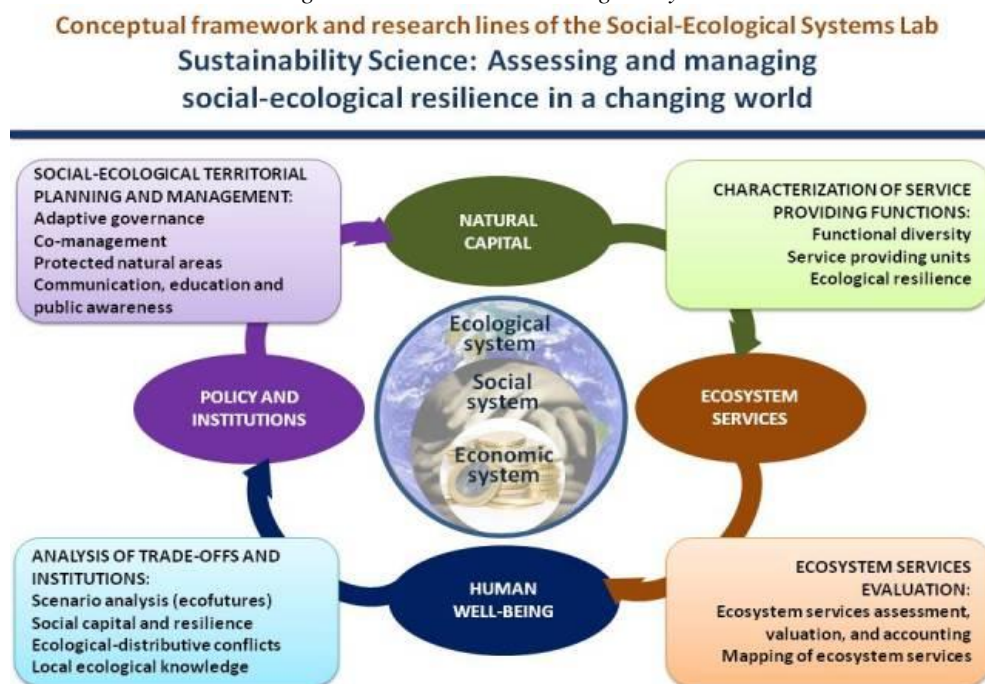 Conceptual framework and research lines of the Social-Ecological Systems Lab
Sustainability Science: Assessing and managing
social-ecological resilience in a changing world
SOCIAL-ECOLOGICAL TERRITORIAL
PLANNING AND MANAGEMENT:
Adaptive governance
Co-management
Protected natural areas
Communication, education and
public awareness
NATURAL
CAPITAL
CHARACTERIZATION OF SERVICE
PROVIDING FUNCTIONS:
Functional diversity
Service providing units
Ecological resilience
Ecological
system
Social
system
Economic
system
POLICY AND
INSTITUTIONS
ECOSYSTEM
SERVICES
ANALYSIS OF TRADE-OFFS AND
INSTITUTIONS:
Scenario analysis (ecofutures)
Social capital and resilience
Ecological-distributive conflicts
Local ecological knowledge
HUMAN
WELL-BEING
ECOSYSTEM SERVICES
EVALUATION:
Ecosystem services assessment,
valuation, and accounting
Mapping of ecosystem services